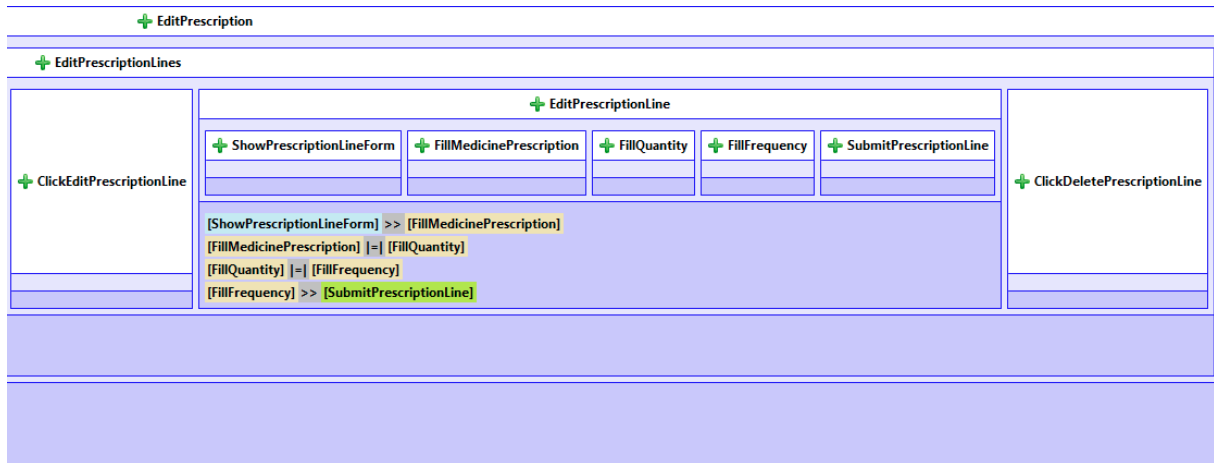 EditPrescription
EditPrescriptionLines
EditPrescriptionLine
ShowPrescriptionLineForm FillMedicinePrescription FillQuantity FillFrequency SubmitPrescriptionLine
ClickEditPrescriptionLine
ClickDeletePrescriptionLine
[ShowPrescriptionLineForm] >> [FillMedicinePrescription]
[FillMedicinePrescription] |=| [FillQuantity]
[FillQuantity] |=| [FillFrequency]
[FillFrequency] >> [SubmitPrescriptionLine]